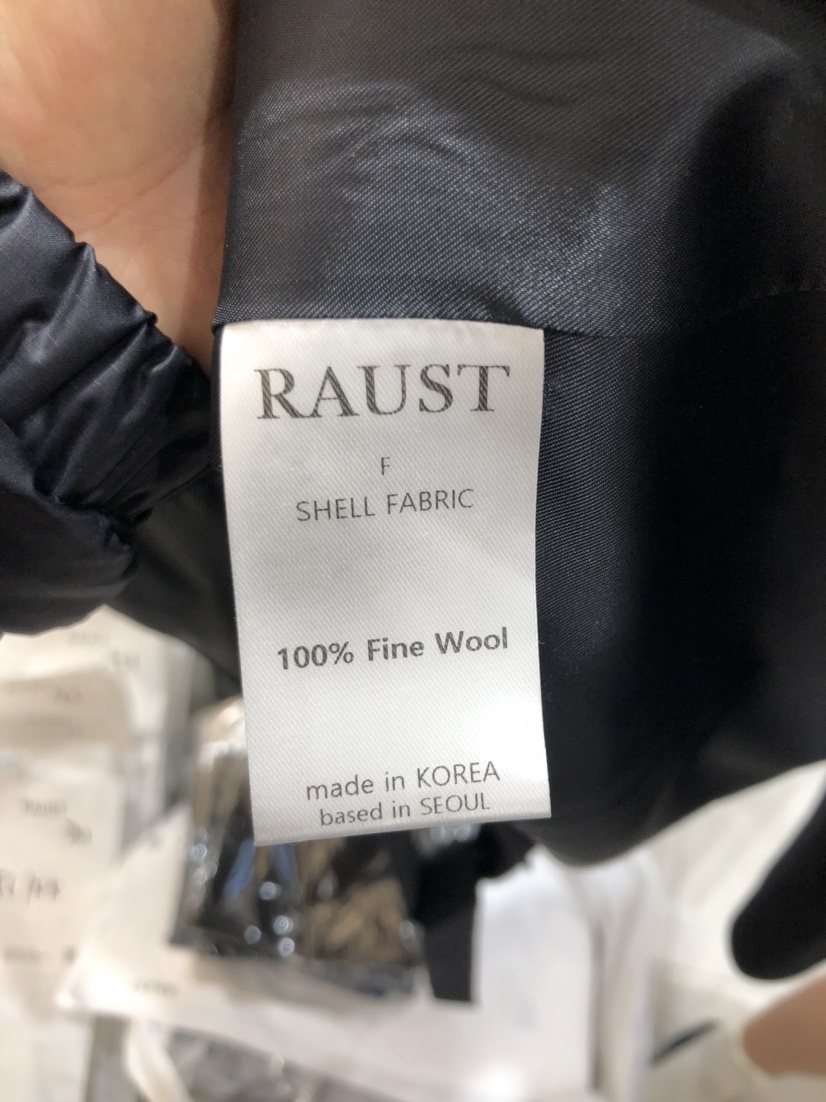 RAUST
F
SHELL FABRIC
100% Fine Wool
made in KOREA
based in SEOUL